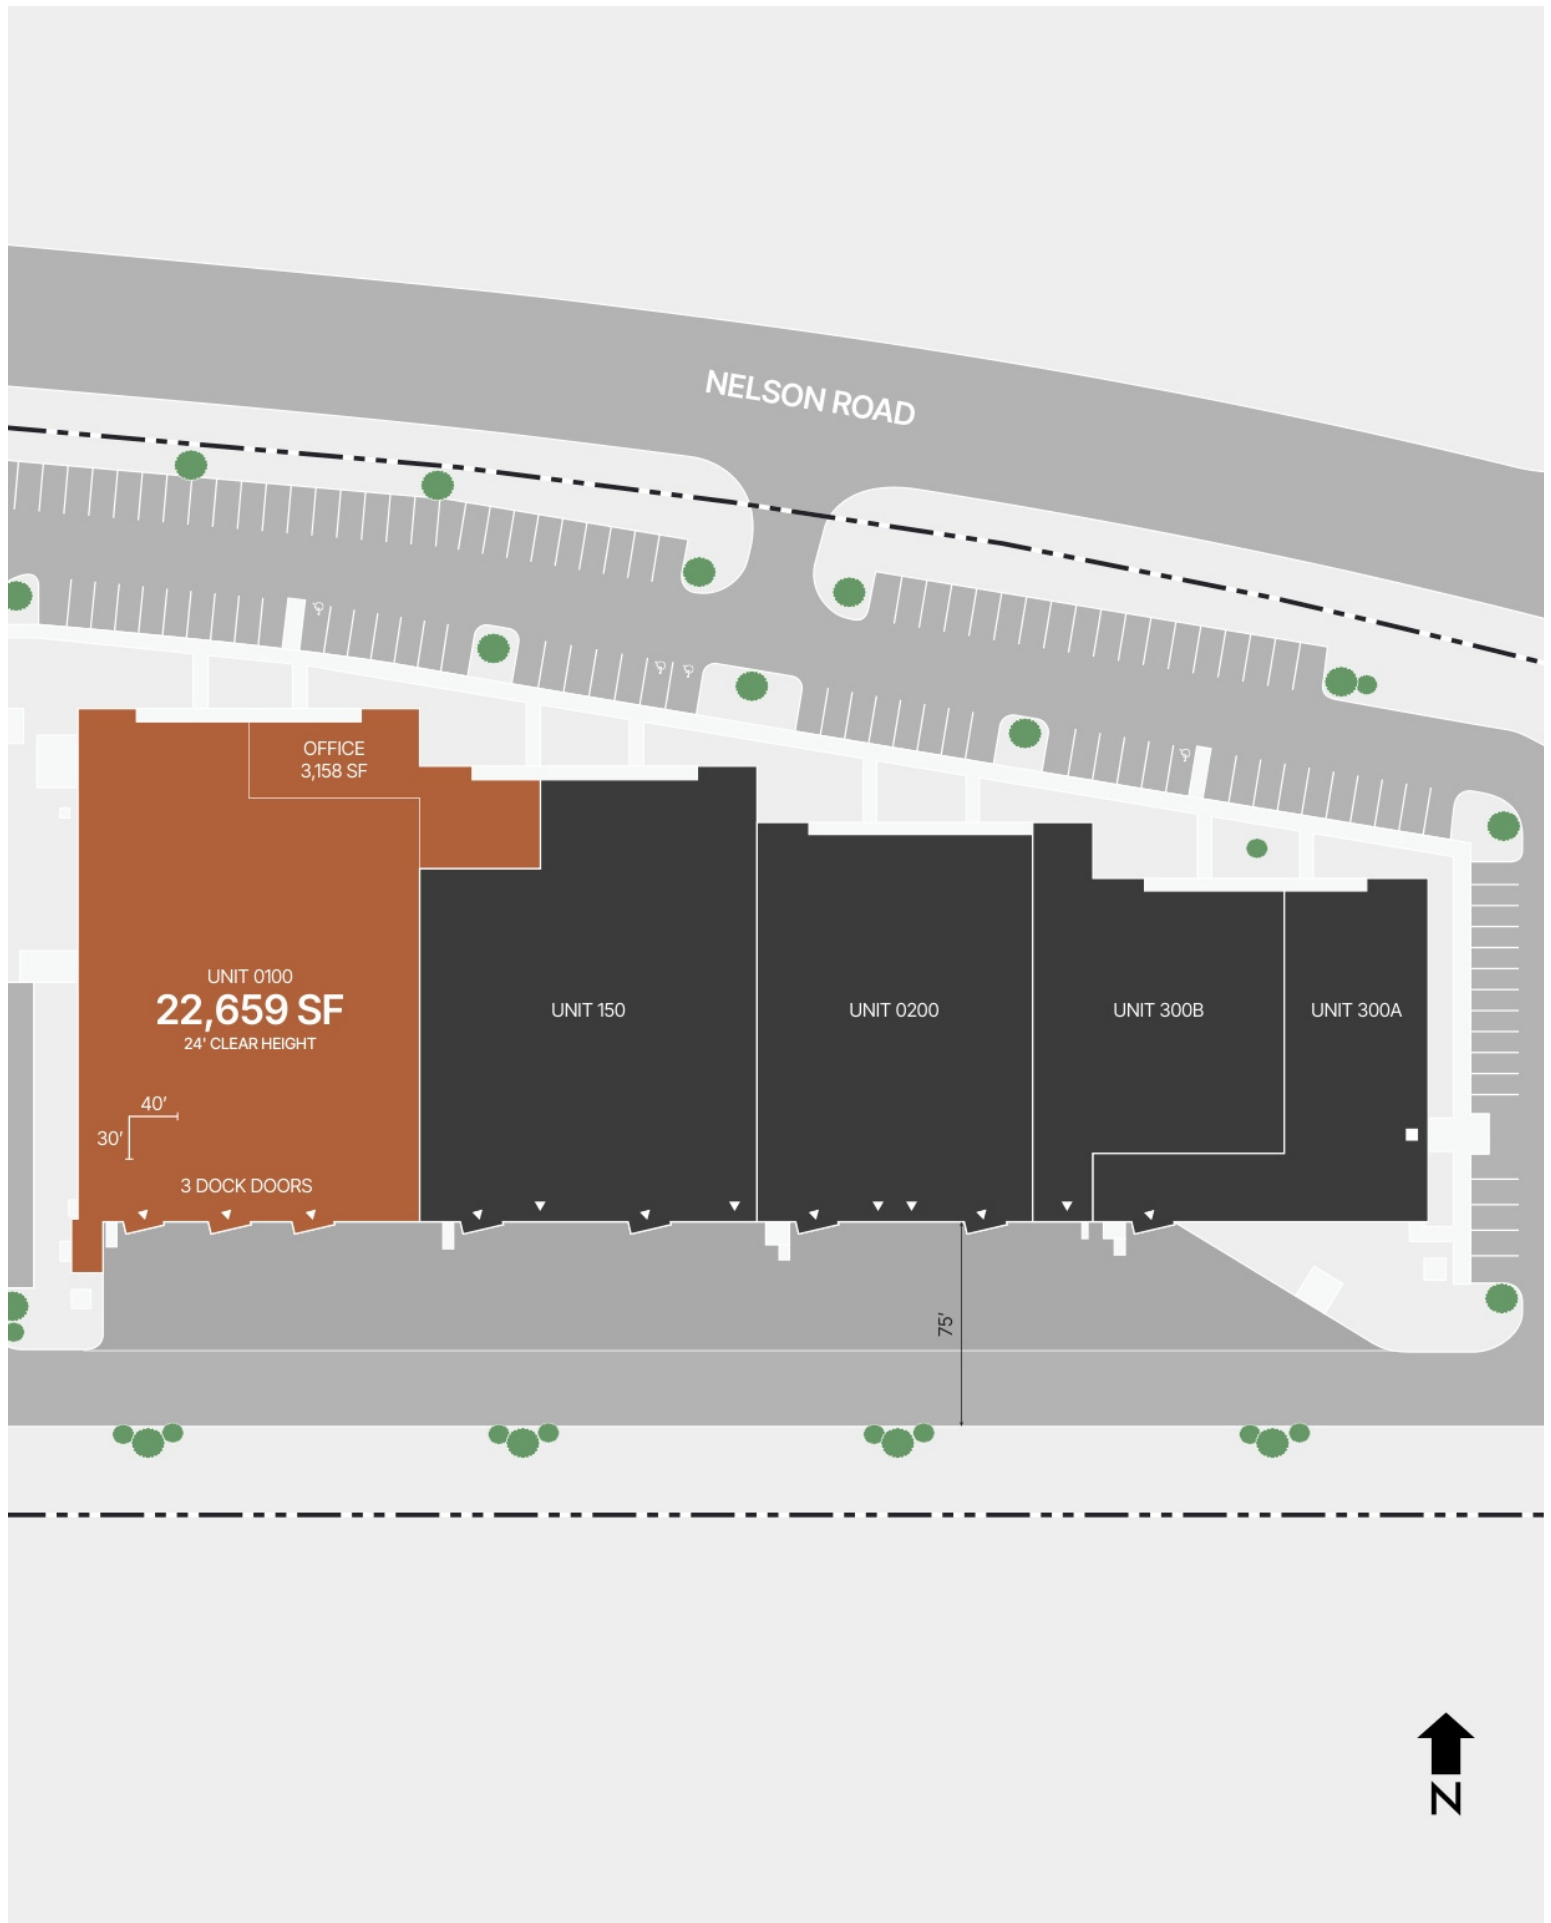 NELSON ROAD
OFFICE
3,158 SF
UNIT 0100
22,659 SF
24' CLEAR HEIGHT
UNIT 150
UNIT 0200
UNIT 300B
UNIT 300A
40'
30'
3 DOCK DOORS
75'
N